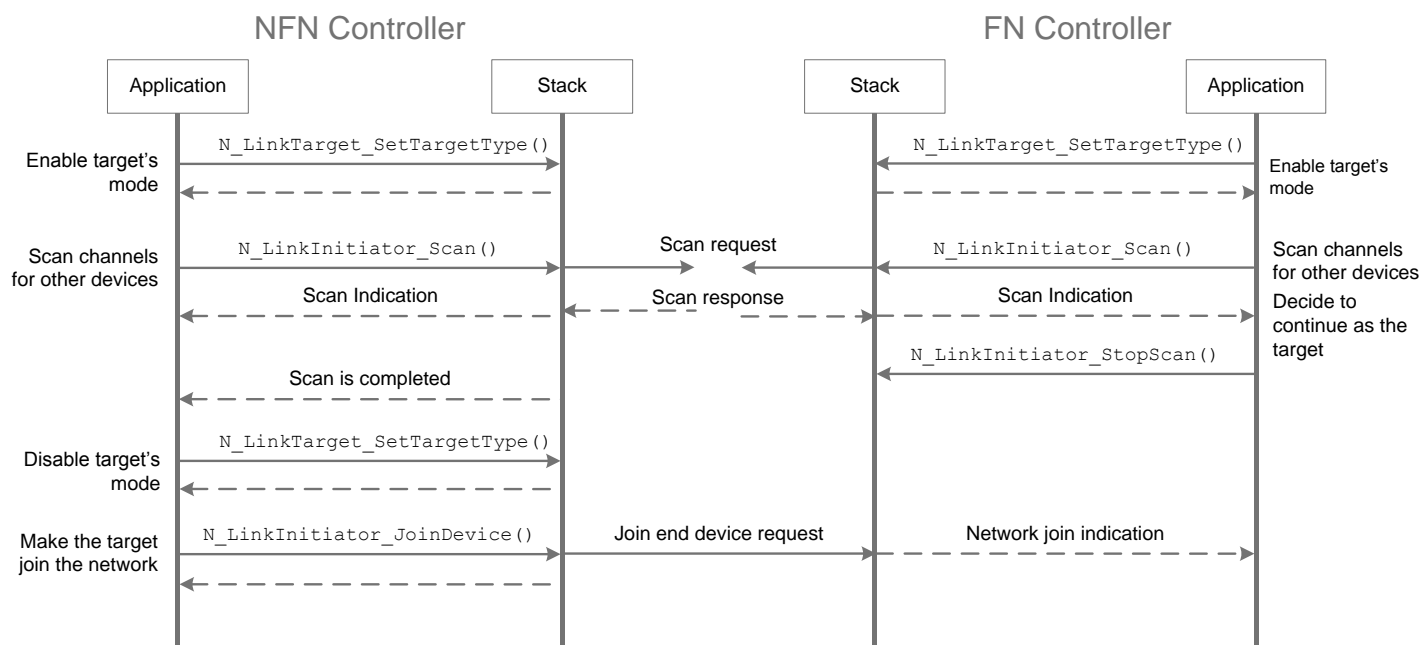 NFN Controller
FN Controller
Application
Stack
Stack
Application
N_LinkTarget_SetTargetType()
N_LinkTarget_SetTargetType()
Enable target's
mode
Enable target's
mode
N_LinkInitiator_Scan()
Scan request
N_LinkInitiator_Scan()
Scan channels
for other devices
Scan channels
for other devices
Scan Indication
Scan response
Scan Indication
Decide to
continue as the
target
N_LinkInitiator_StopScan()
Scan is completed
N_LinkTarget_SetTargetType()
Disable target's
mode
N_LinkInitiator_JoinDevice()
Join end device request
Network join indication
Make the target
join the network